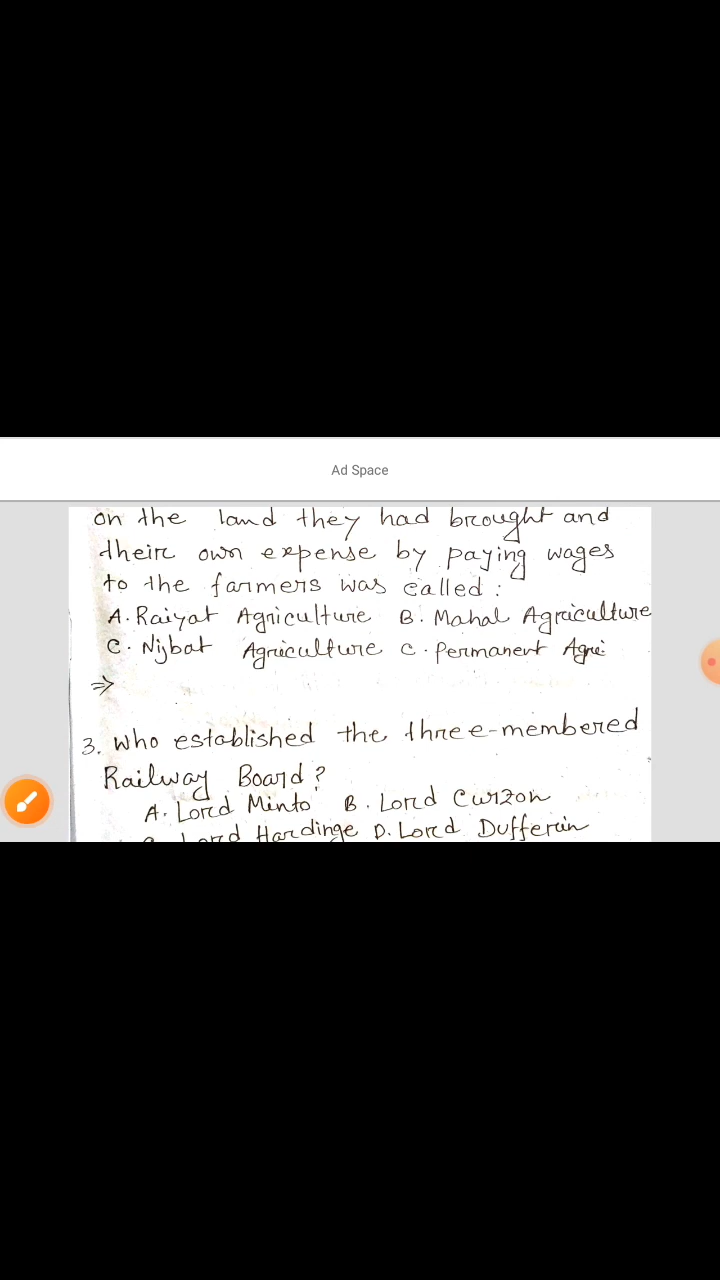 Ad Space
on the land they had brought and
their own expense by paying wages
to the farmers was called :
A. Raiyat Agriculture B. Mahal Agriculture
C. Nijbat Agriculture C. permanent Agri
⇒
3. Who established the three-membered
Railway Board?
A. Lord Minto B. Lord Curzon
Lord Hardinge D. Lord Dufferin